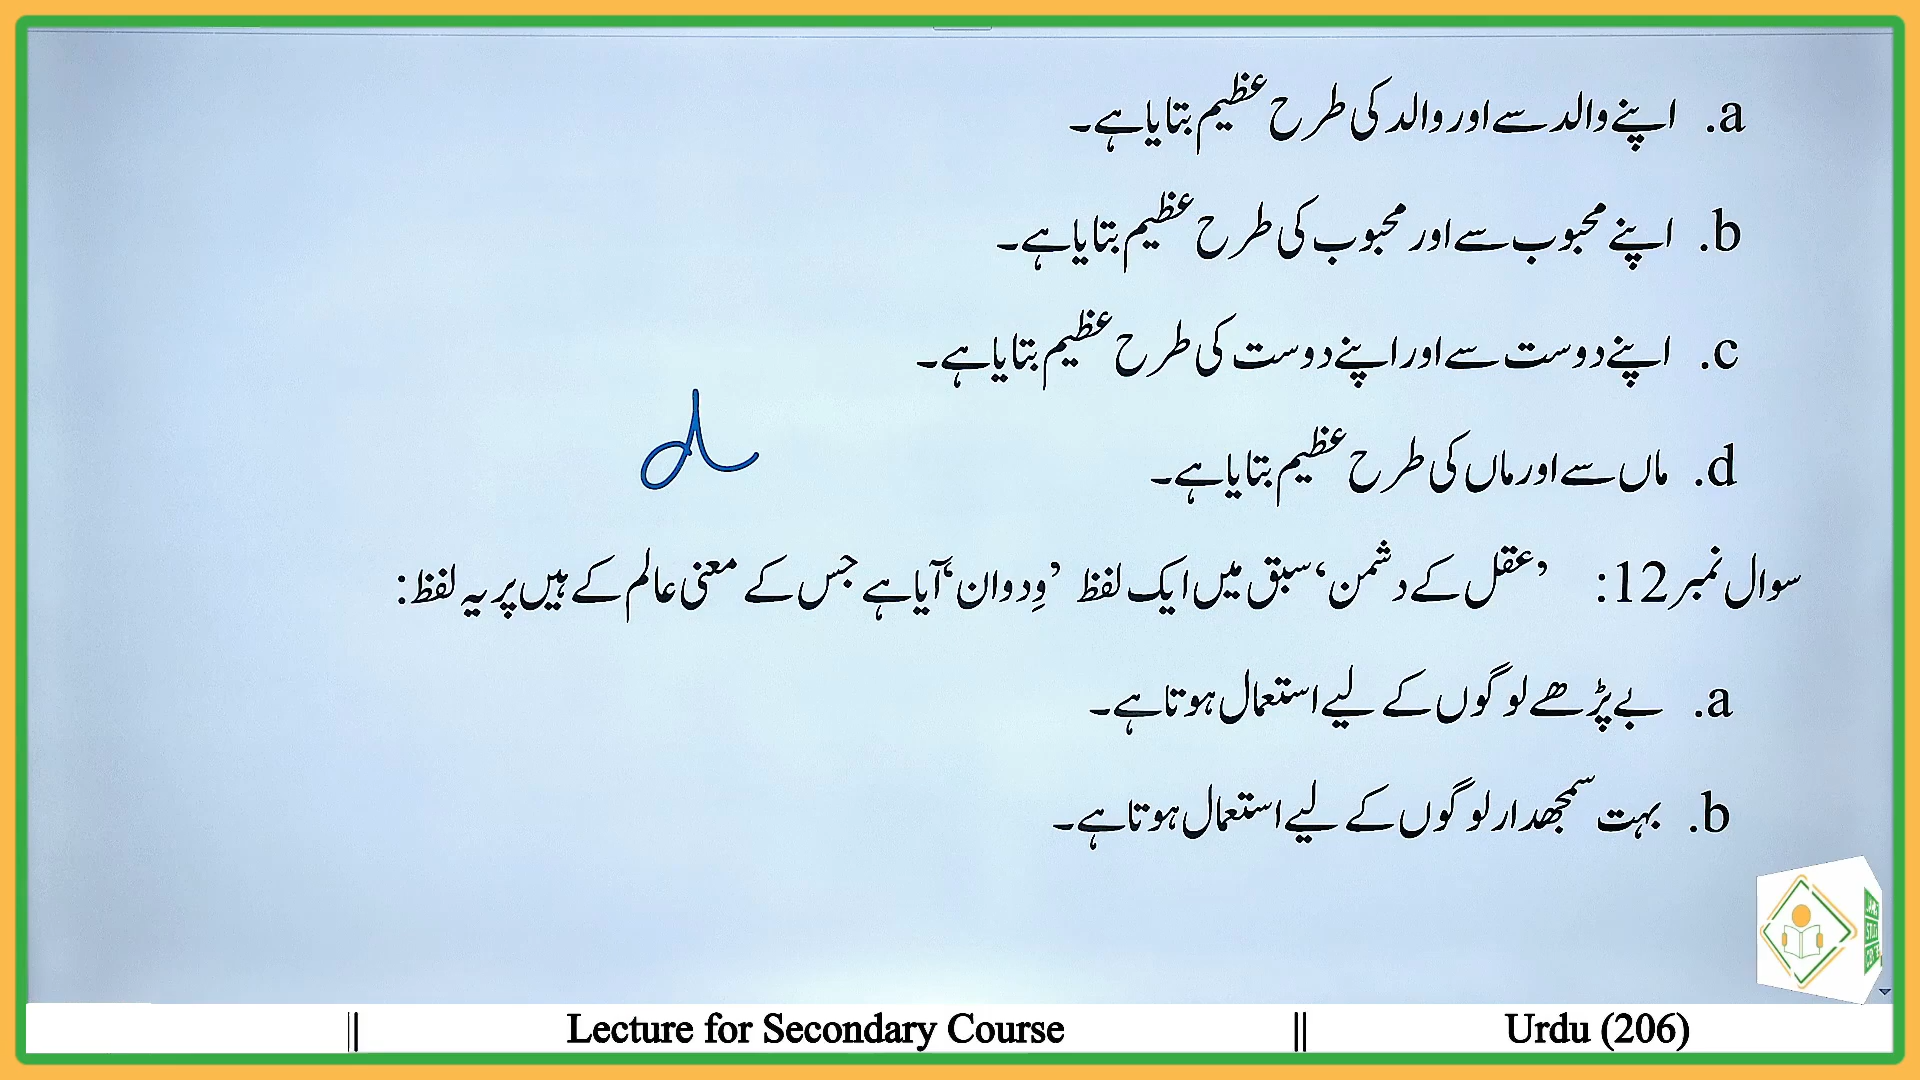 a. اپنے والد سے اور والد کی طرح عظیم بتایا ہے۔
b. اپنے محبوب سے اور محبوب کی طرح عظیم بتایا ہے۔
c. اپنے دوست سے اور اپنے دوست کی طرح عظیم بتایا ہے۔
d
d. ماں سے اور ماں کی طرح عظیم بتایا ہے۔
سوال نمبر 12: ’عقل کے دشمن‘ سبق میں ایک لفظ ’وِدوان‘ آیا ہے جس کے معنی عالم کے ہیں پر یہ لفظ:
a. بے پڑھے لوگوں کے لیے استعمال ہوتا ہے۔
b. بہت سمجھدار لوگوں کے لیے استعمال ہوتا ہے۔
|| Lecture for Secondary Course || Urdu (206)